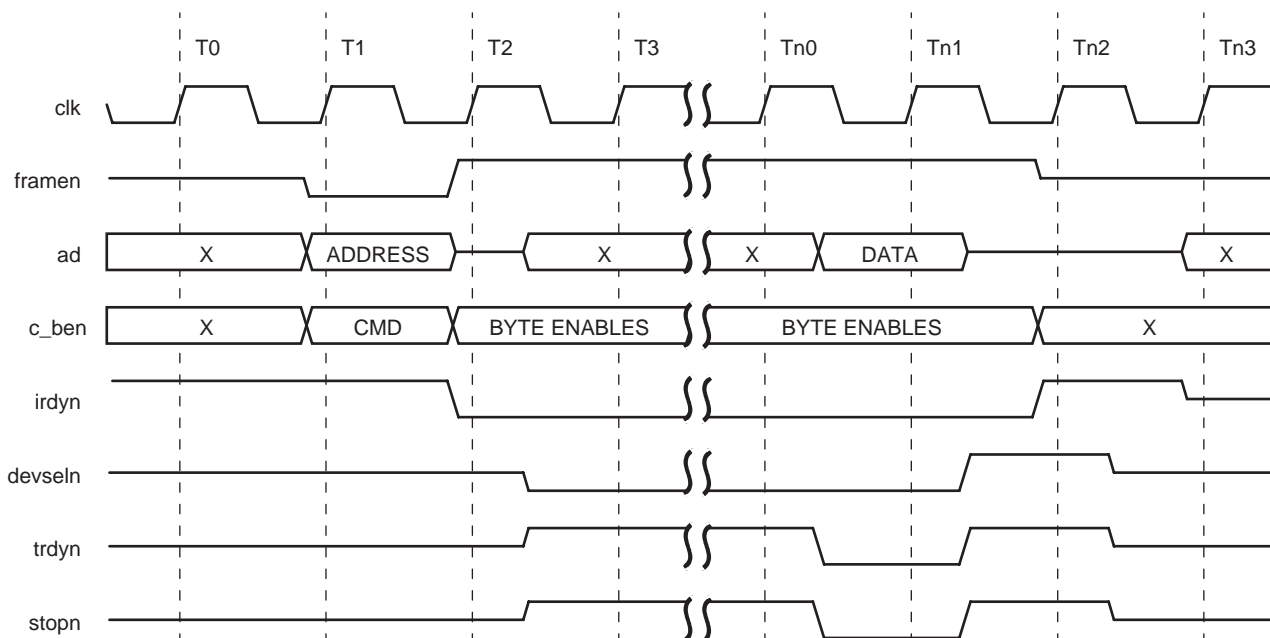 T0 T1 T2 T3 Tn0 Tn1 Tn2 Tn3
clk
framen
ad X ADDRESS X X DATA X
c_ben X CMD BYTE ENABLES BYTE ENABLES X
irdyn
devseln
trdyn
stopn